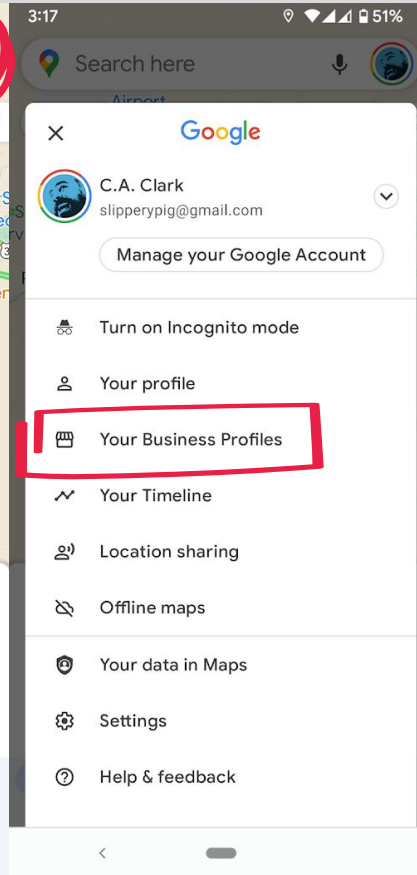 3:17
51%
Search here
Airport
Google
C.A. Clark
slipperypig@gmail.com
Manage your Google Account
Turn on Incognito mode
Your profile
Your Business Profiles
Your Timeline
Location sharing
Offline maps
Your data in Maps
Settings
Help & feedback